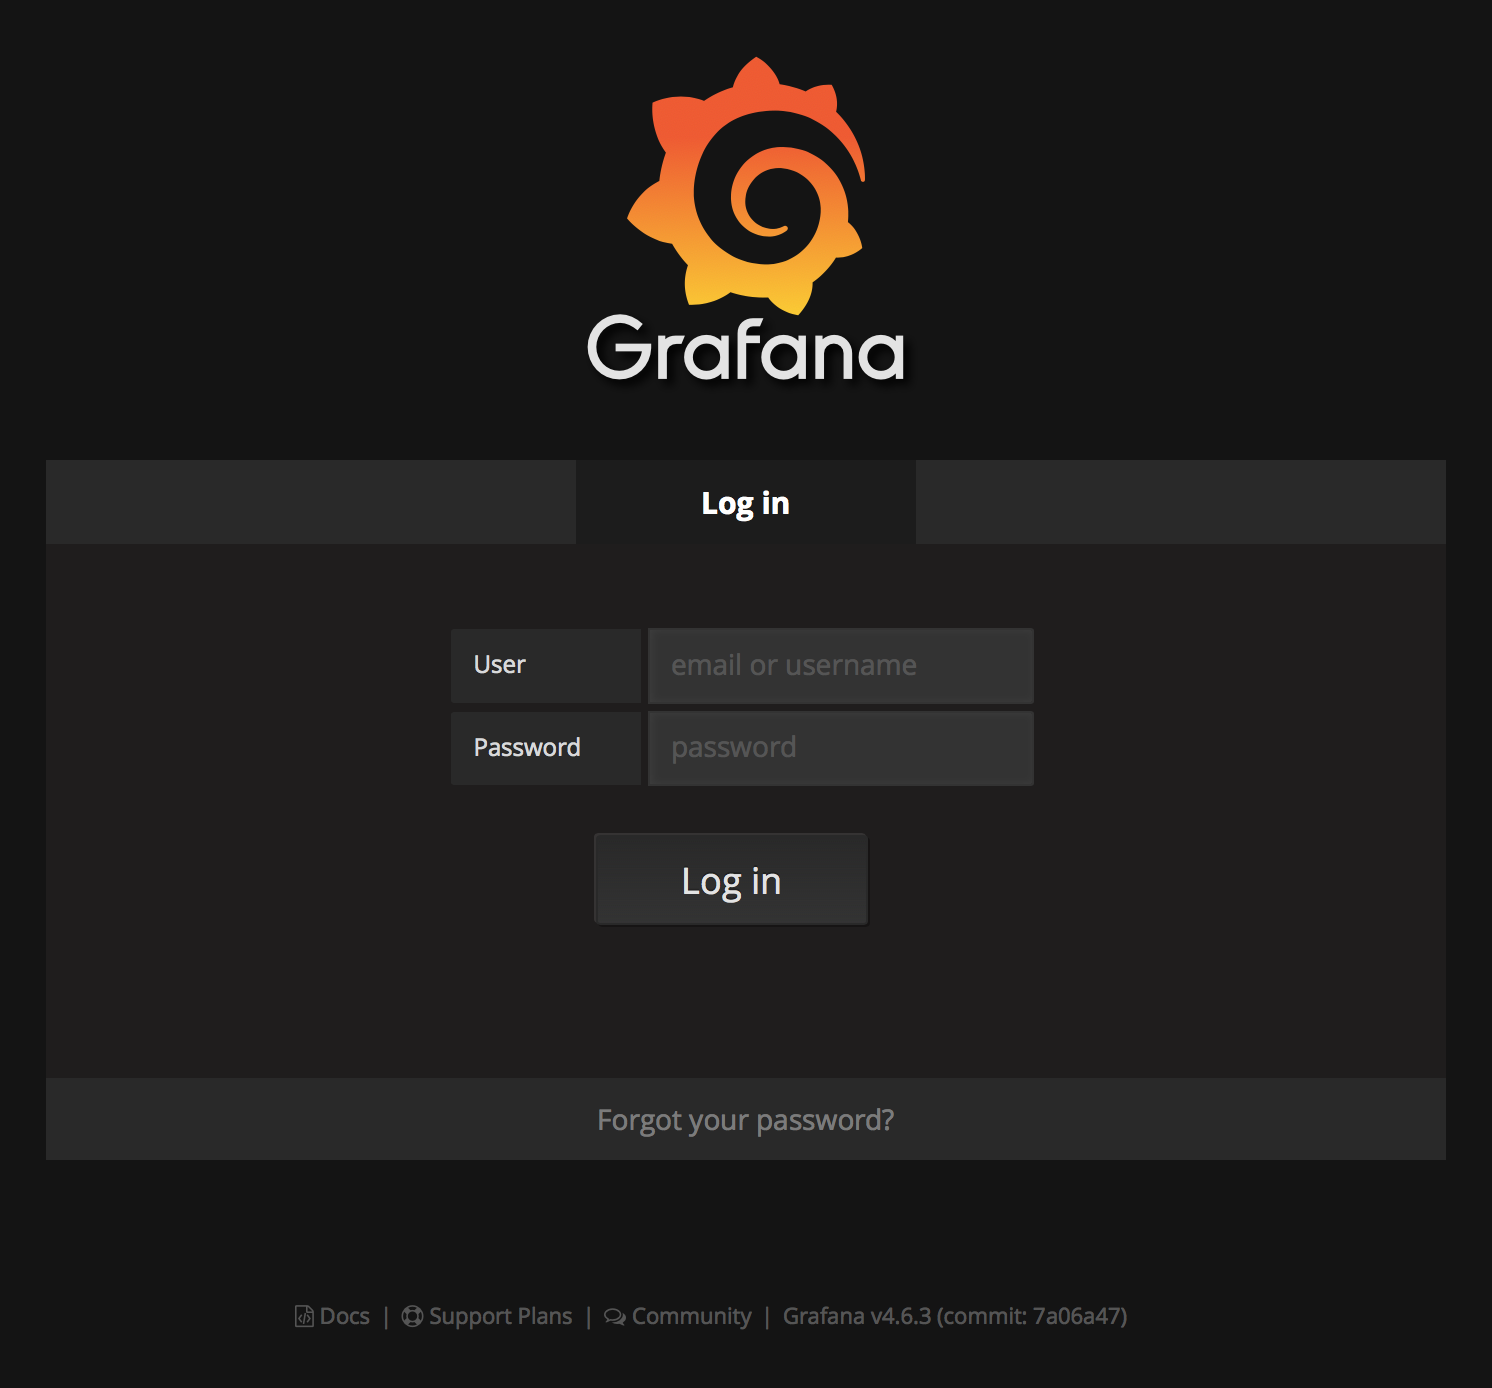 Grafana
Log in
User
email or username
Password
password
Log in
Forgot your password?
Docs | Support Plans | Community | Grafana v4.6.3 (commit: 7a06a47)